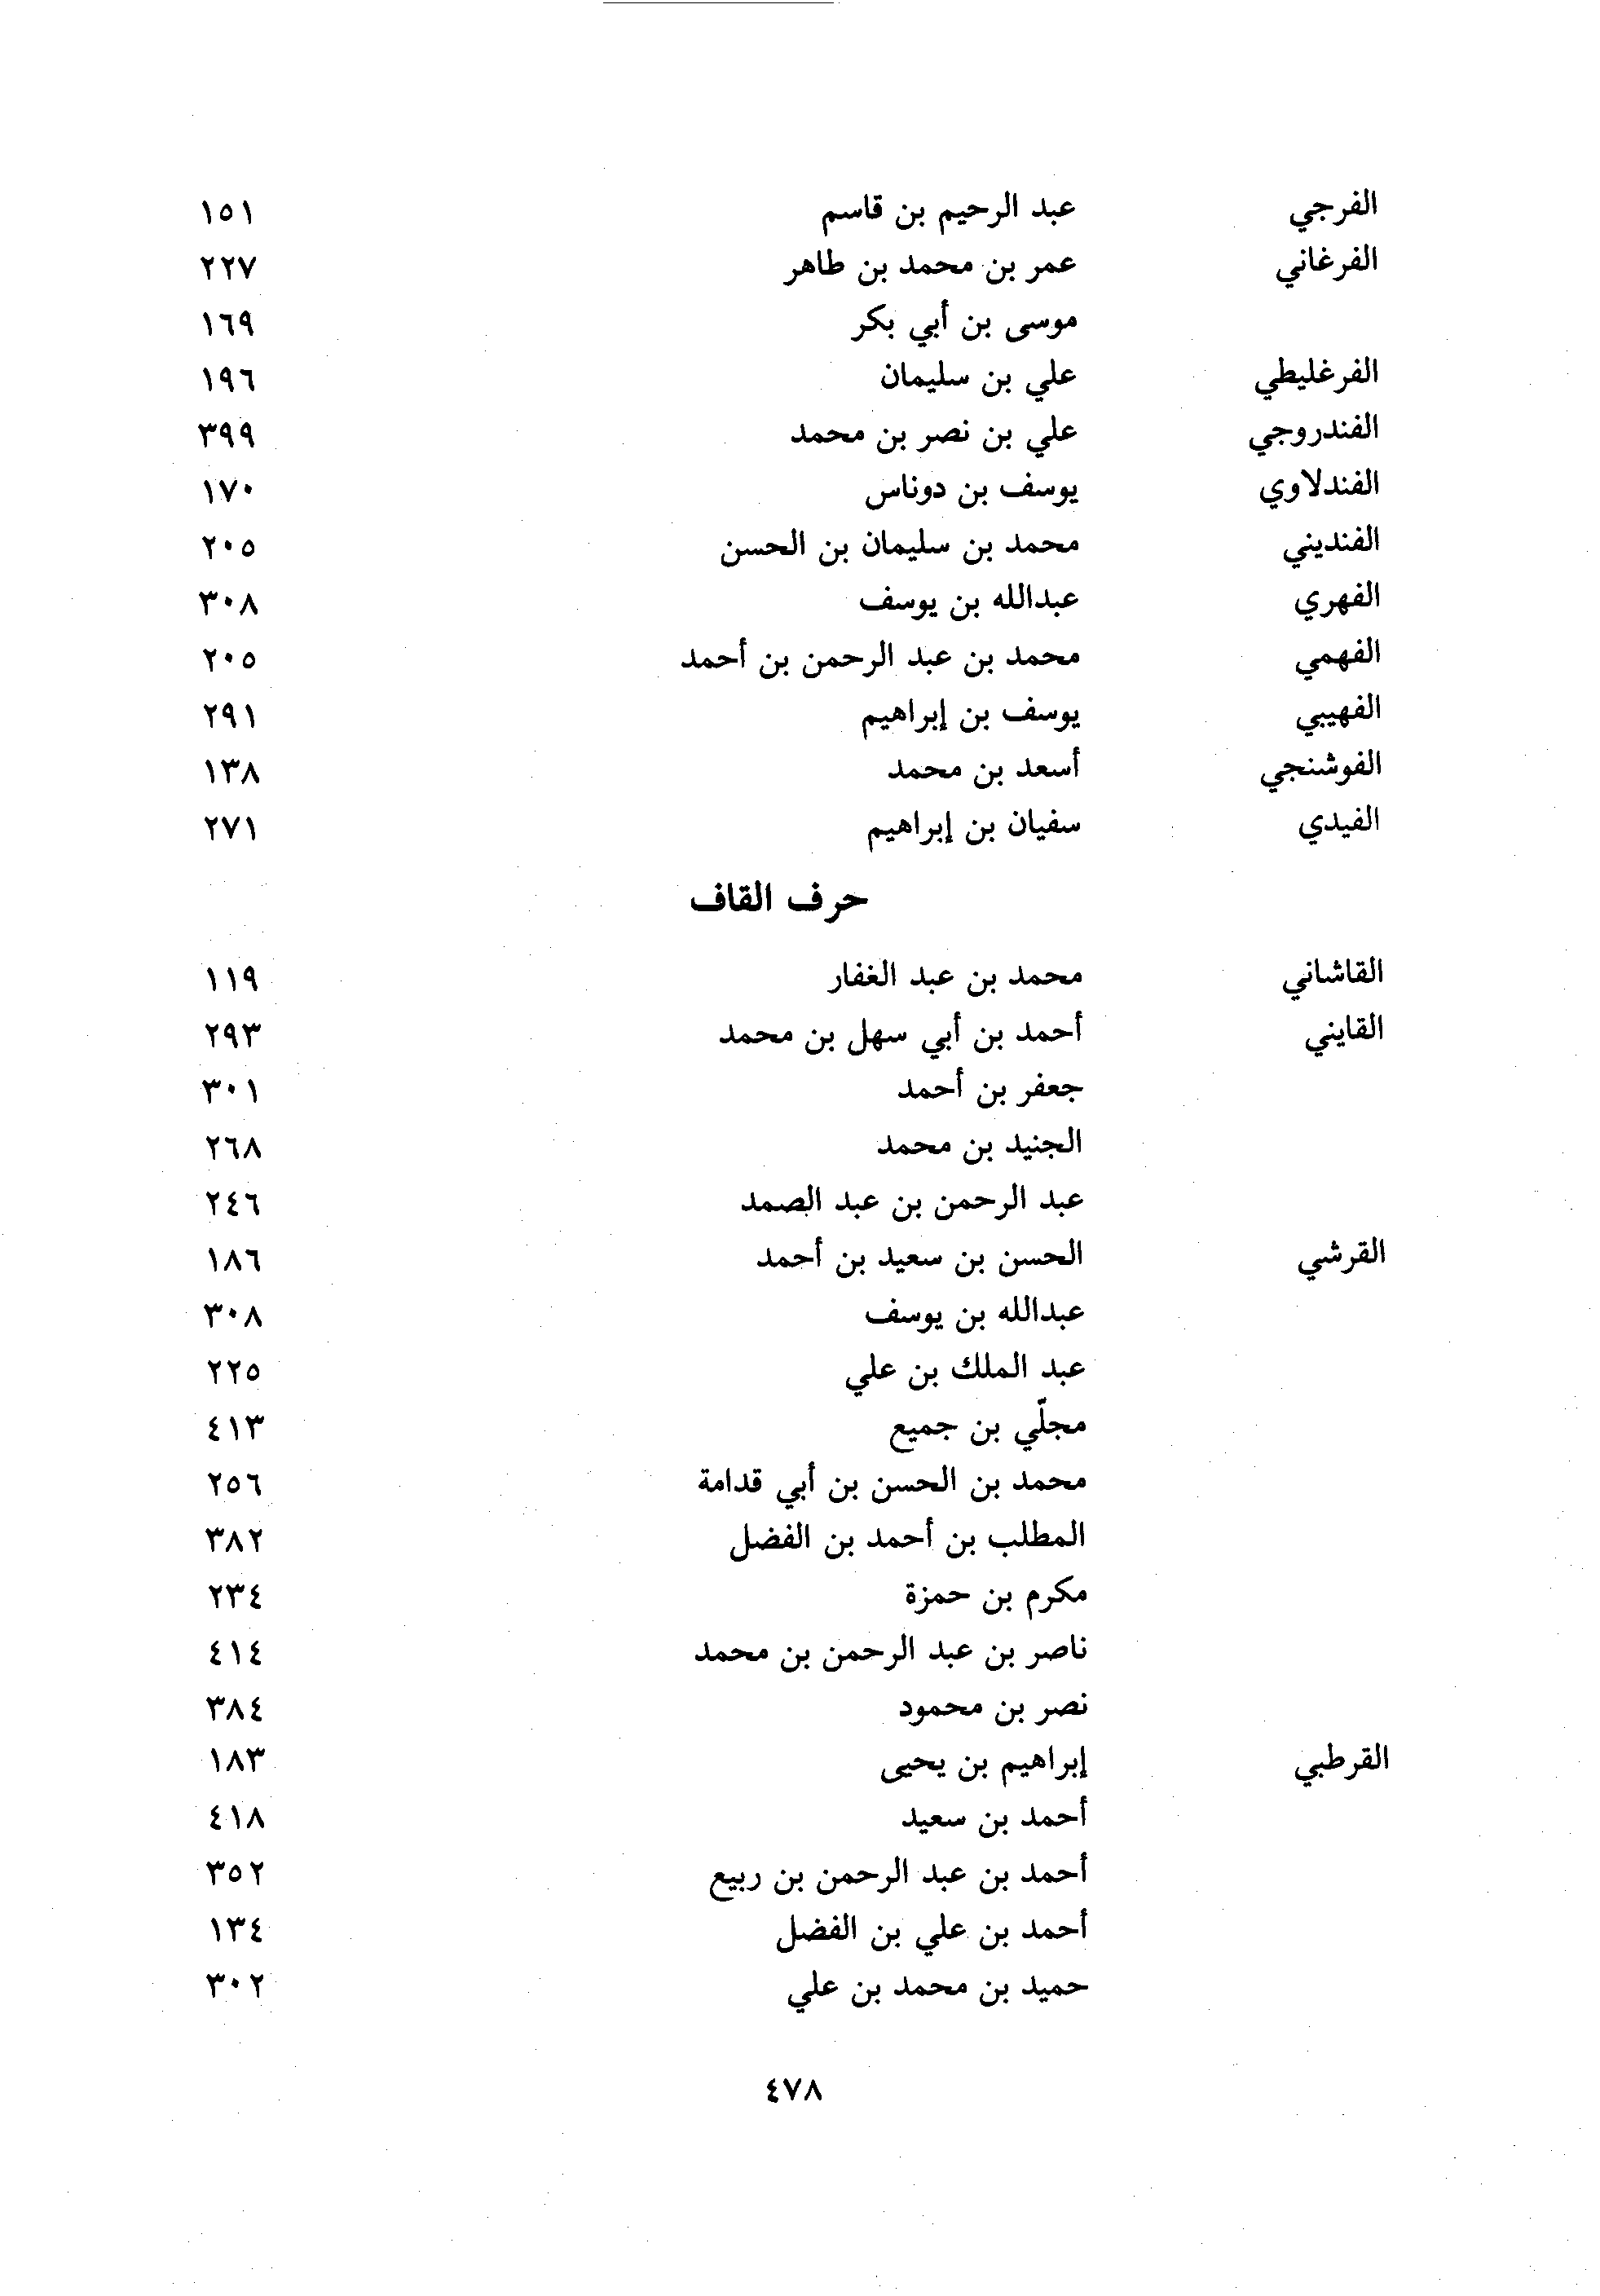 الفرجي عبد الرحيم بن قاسم ١٥١
الفرغاني عمر بن محمد بن طاهر ٢٢٧
موسى بن أبي بكر ١٦٩
الفرغليطي علي بن سليمان ١٩٦
الفندروجي علي بن نصر بن محمد ٣٩٩
الفندلاوي يوسف بن دوناس ١٧٠
الفنديني محمد بن سليمان بن الحسن ٢٠٥
الفهري عبدالله بن يوسف ٣٠٨
الفهمي محمد بن عبد الرحمن بن أحمد ٢٠٥
الفهيبي يوسف بن إبراهيم ٢٩١
الفوشنجي أسعد بن محمد ١٣٨
الفيدي سفيان بن إبراهيم ٢٧١
حرف القاف
القاشاني محمد بن عبد الغفار ١١٩
القايني أحمد بن أبي سهل بن محمد ٢٩٣
جعفر بن أحمد ٣٠١
الجنيد بن محمد ٢٦٨
عبد الرحمن بن عبد الصمد ٢٤٦
القرشي الحسن بن سعيد بن أحمد ١٨٦
عبدالله بن يوسف ٣٠٨
عبد الملك بن علي ٢٢٥
مجلّي بن جميع ٤١٣
محمد بن الحسن بن أبي قدامة ٢٥٦
المطلب بن أحمد بن الفضل ٣٨٢
مكرم بن حمزة ٢٣٤
ناصر بن عبد الرحمن بن محمد ٤١٤
نصر بن محمود ٣٨٤
القرطبي إبراهيم بن يحيى ١٨٣
أحمد بن سعيد ٤١٨
أحمد بن عبد الرحمن بن ربيع ٣٥٢
أحمد بن علي بن الفضل ١٣٤
حميد بن محمد بن علي ٣٠٢
٤٧٨